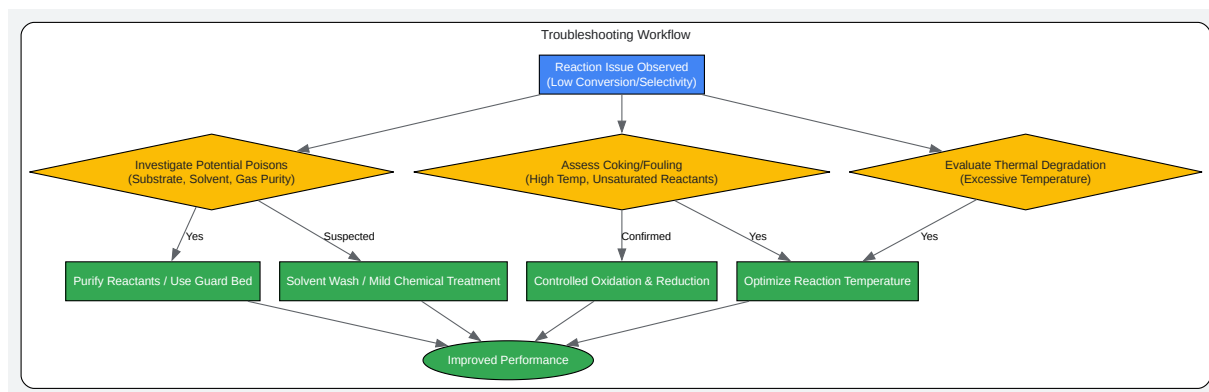 Troubleshooting Workflow
Reaction Issue Observed
(Low Conversion/Selectivity)
Investigate Potential Poisons
(Substrate, Solvent, Gas Purity)
Assess Coking/Fouling
(High Temp, Unsaturated Reactants)
Evaluate Thermal Degradation
(Excessive Temperature)
Yes
Suspected
Confirmed
Yes
Yes
Purify Reactants / Use Guard Bed
Solvent Wash / Mild Chemical Treatment
Controlled Oxidation & Reduction
Optimize Reaction Temperature
Improved Performance